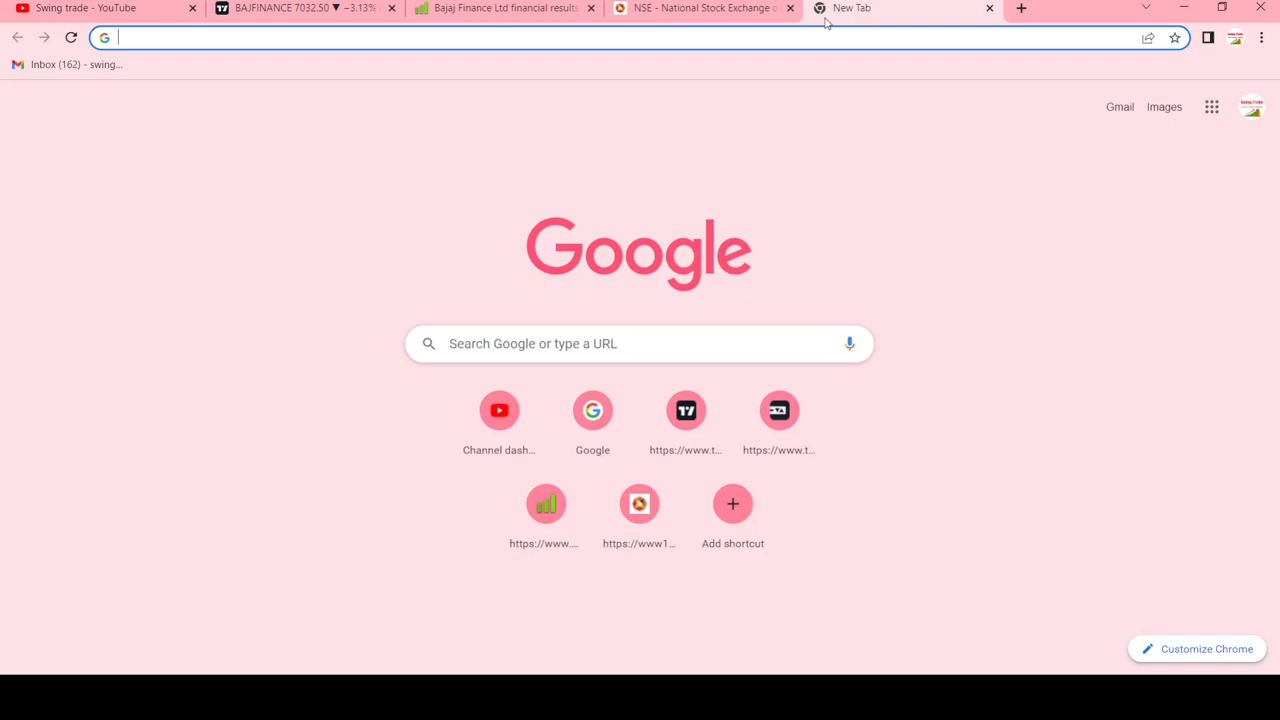 Swing trade - YouTube
BAJFINANCE 7032.50 ▼ −3.13%
Bajaj Finance Ltd financial results
NSE - National Stock Exchange o
New Tab
Inbox (162) - swing...
Gmail
Images
Google
Search Google or type a URL
Channel dash...
Google
https://www.t...
https://www.t...
https://www....
https://www1...
Add shortcut
Customize Chrome